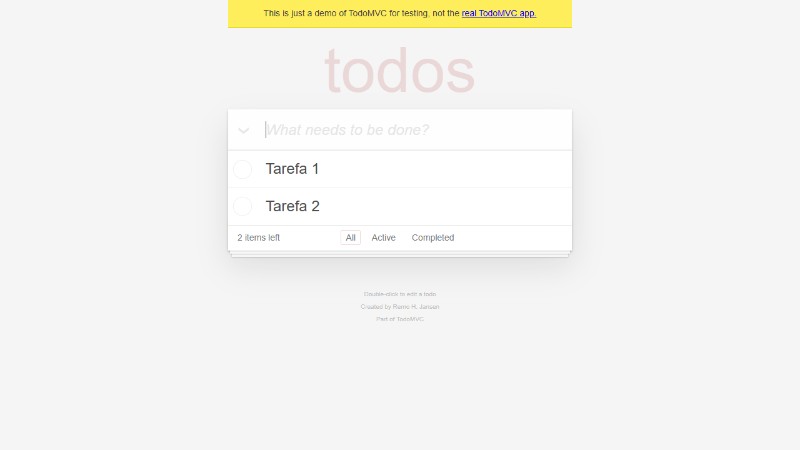 This is just a demo of TodoMVC for testing, not the real TodoMVC app.
todos
What needs to be done?
Tarefa 1
Tarefa 2
2 items left All Active Completed
Double-click to edit a todo
Created by Remo H. Jansen
Part of TodoMVC